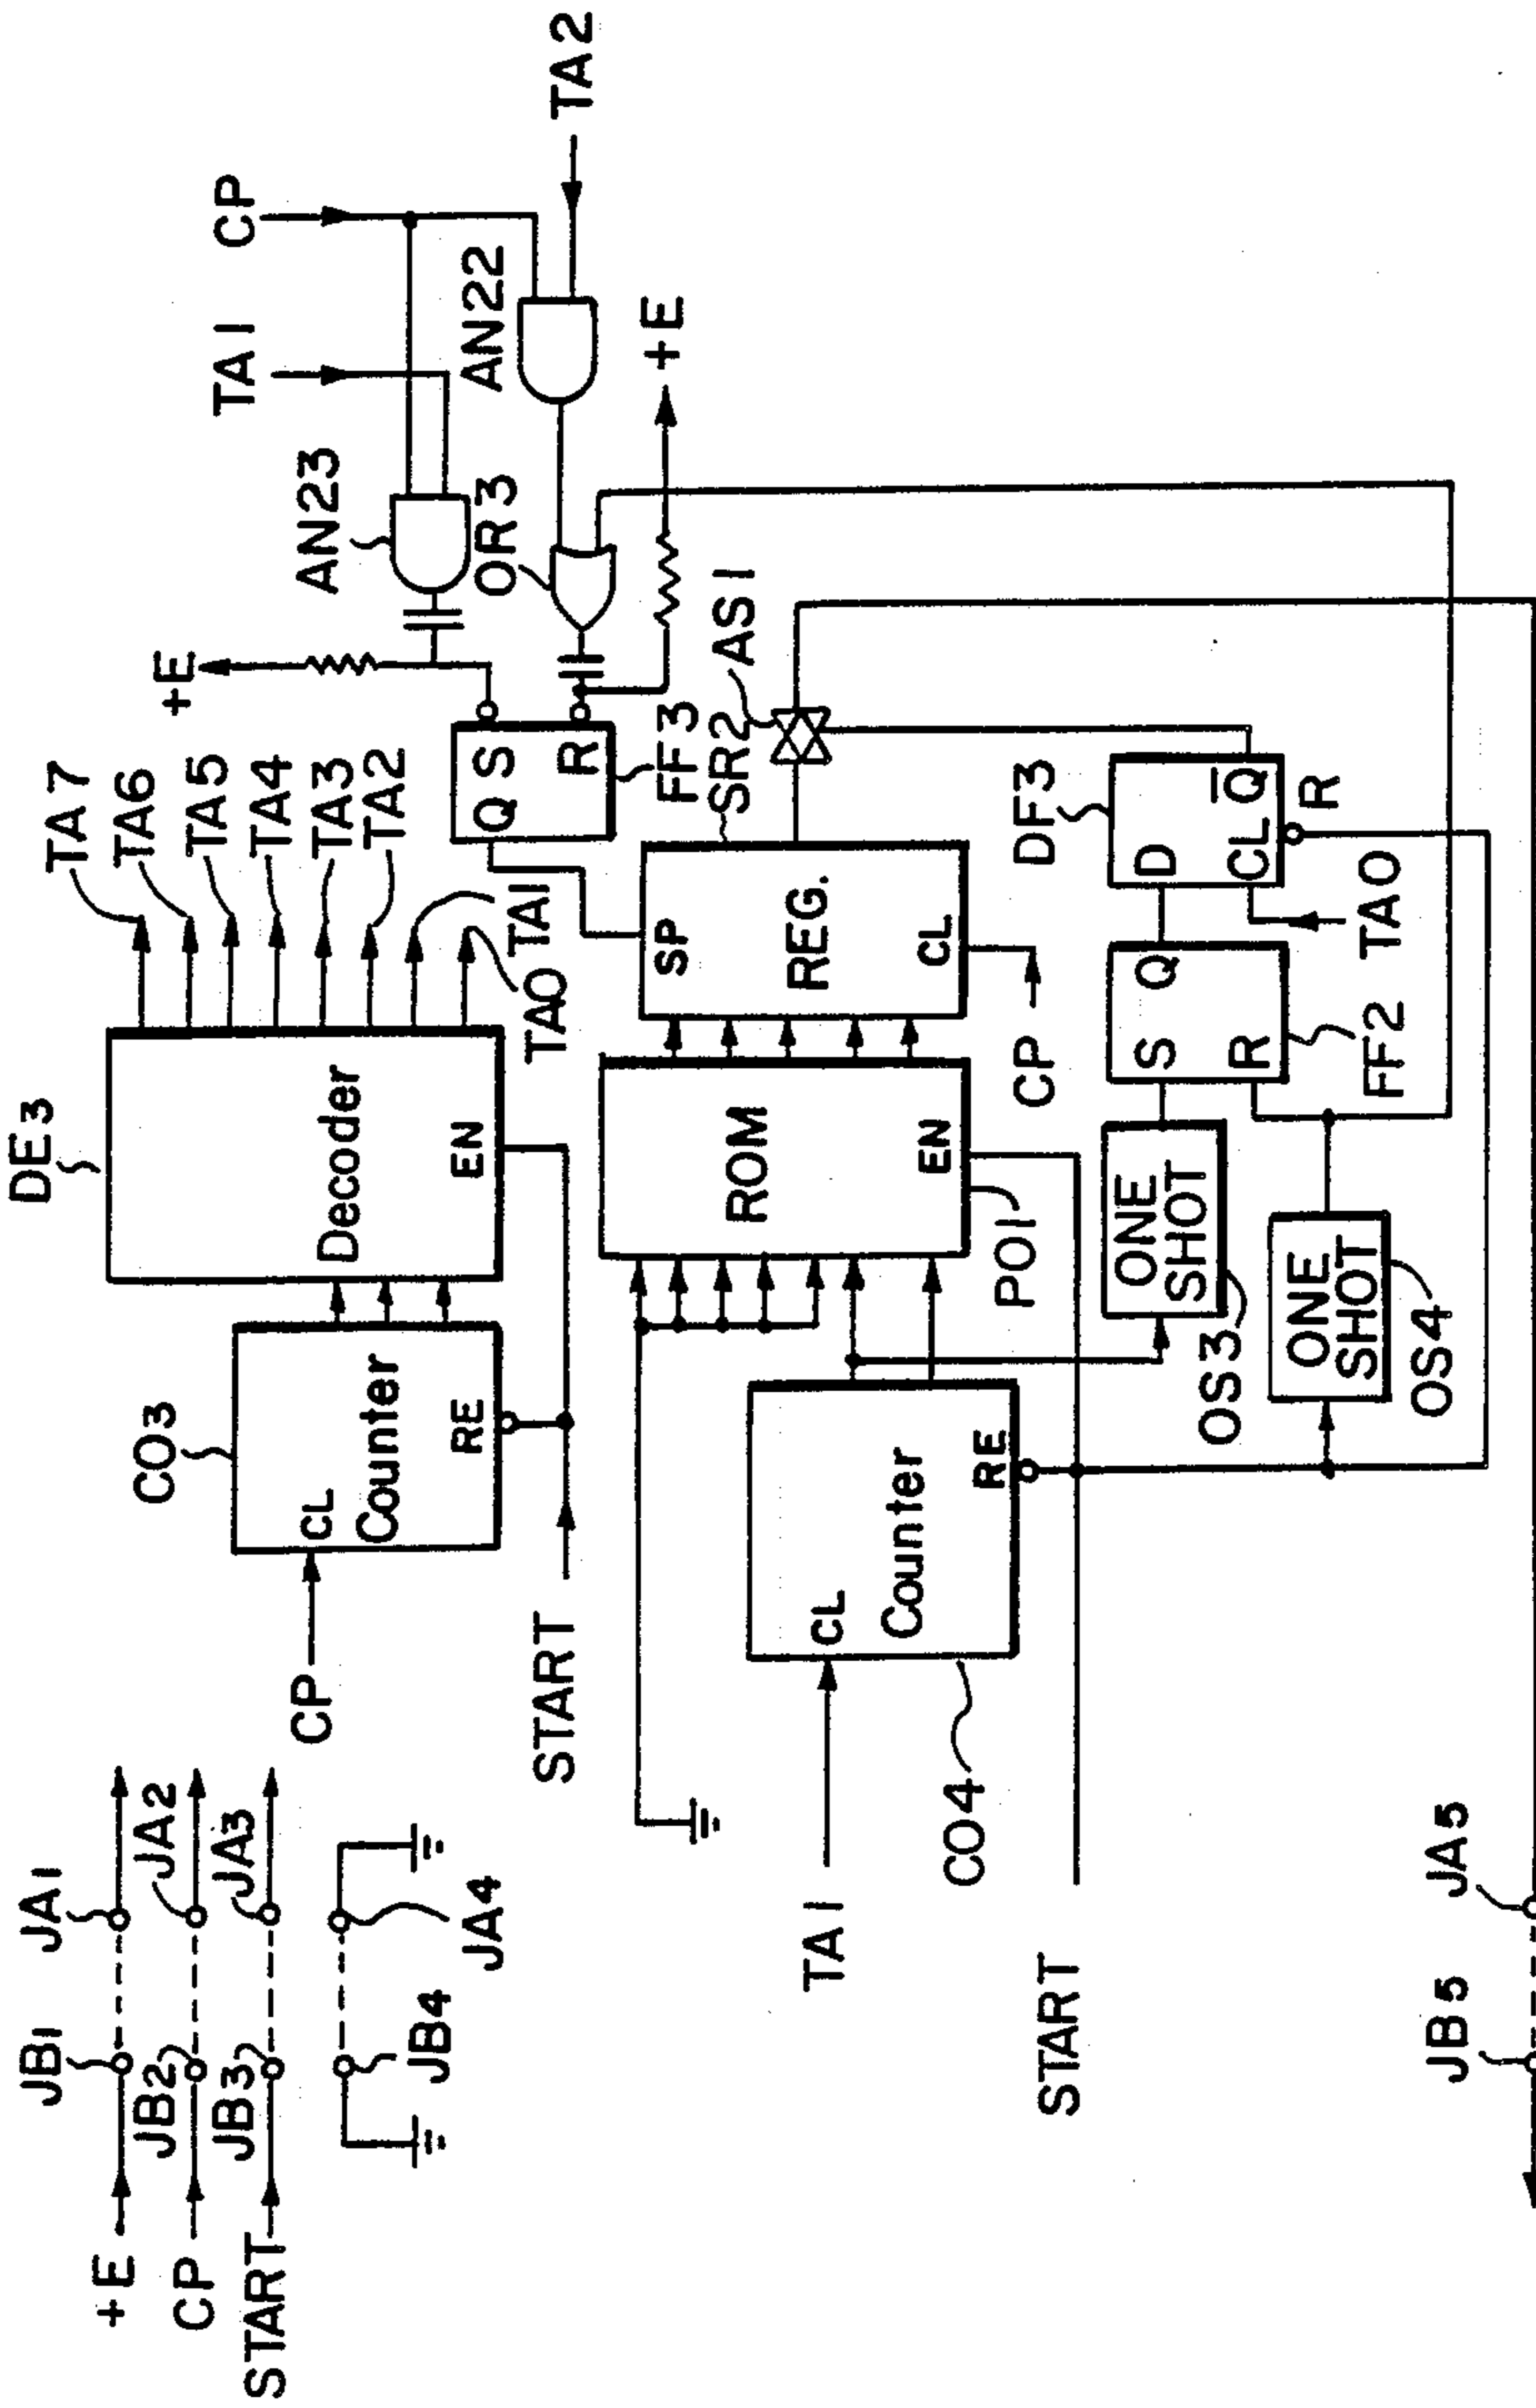 +E
JB1
JA1
DE3
TA7
CP
JB2
JA2
CO3
TA6
START
JB3
JA3
TA5
TA4
TA3
TA2
TA1
TA0
CP
CL
Counter
RE
Decoder
EN
START
JB4
JA4
+E
AN23
TA1
CP
Q S
R
FF3
OR3
AN22
TA2
+E
TA1
CL
Counter
RE
CO4
ROM
EN
PO1
SP
REG.
CL
SR2
AS1
CP
START
ONE
SHOT
OS3
S Q
R
FF2
D
CL Q̅
R
DF3
TA0
ONE
SHOT
OS4
JB5
JA5